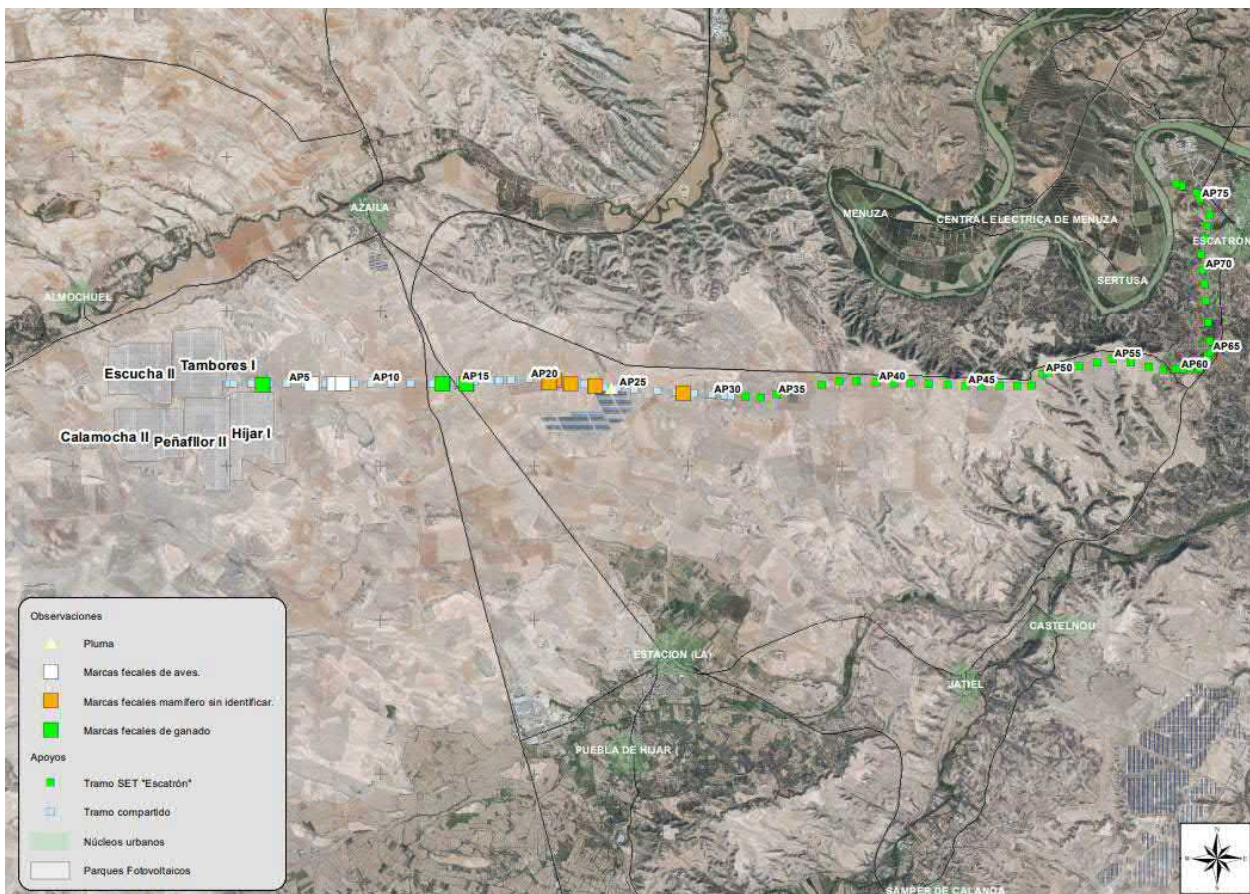 AZAILA
MENUZA
CENTRAL ELECTRICA DE MENUZA
AP75
ESCATRÓN
AP70
SERTUSA
ALMOCHUEL
Tambores I
Escucha II
AP5
AP10
AP15
AP20
AP25
AP30
AP35
AP40
AP45
AP50
AP55
AP60
AP65
Calamocha II
Peñaflor II
Híjar I
ESTACION (LA)
CASTELNOU
JATIEL
PUEBLA DE HIJAR (
SAMPER DE CALANDA
Observaciones
Pluma
Marcas fecales de aves.
Marcas fecales mamífero sin identificar.
Marcas fecales de ganado
Apoyos
Tramo SET "Escatrón"
Tramo compartido
Núcleos urbanos
Parques Fotovoltaicos
N